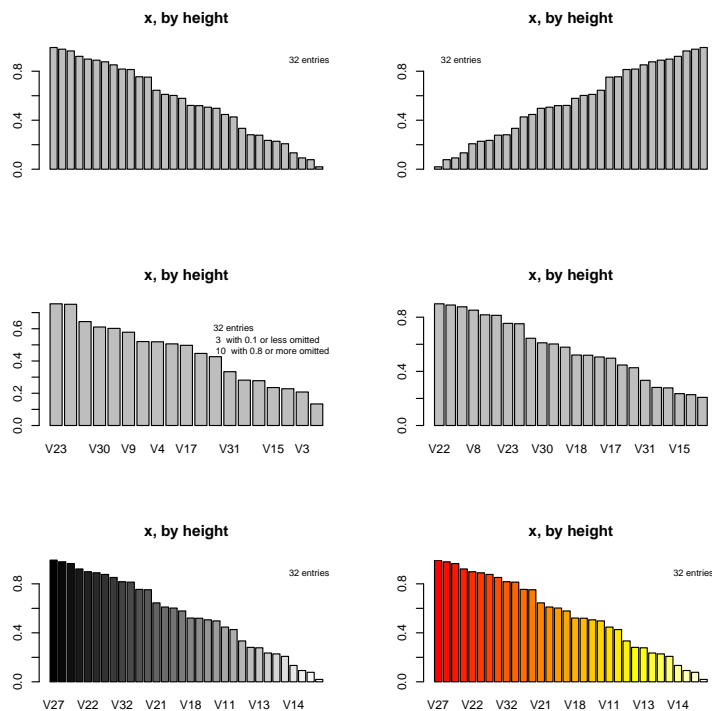 x, by height
32 entries
0.8
0.4
0.0
x, by height
32 entries
0.8
0.4
0.0
x, by height
32 entries
3 with 0.1 or less omitted
10 with 0.8 or more omitted
0.6
0.4
0.2
0.0
V23 V30 V9 V4 V17 V31 V15 V3
x, by height
0.8
0.4
0.0
V22 V8 V23 V30 V18 V17 V31 V15
x, by height
32 entries
0.8
0.4
0.0
V27 V22 V32 V21 V18 V11 V13 V14
x, by height
32 entries
0.8
0.4
0.0
V27 V22 V32 V21 V18 V11 V13 V14